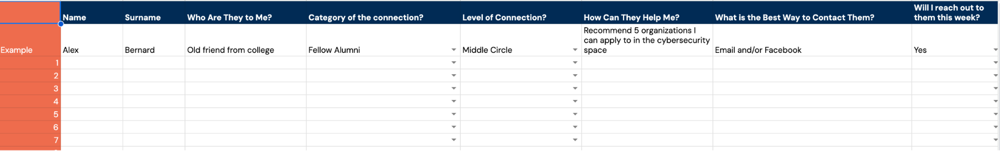 Name Surname Who Are They to Me? Category of the connection? Level of Connection? How Can They Help Me? What is the Best Way to Contact Them? Will I reach out to
them this week?
Example Alex Bernard Old friend from college Fellow Alumni Middle Circle Recommend 5 organizations I
can apply to in the cybersecurity
space Email and/or Facebook Yes
1
2
3
4
5
6
7